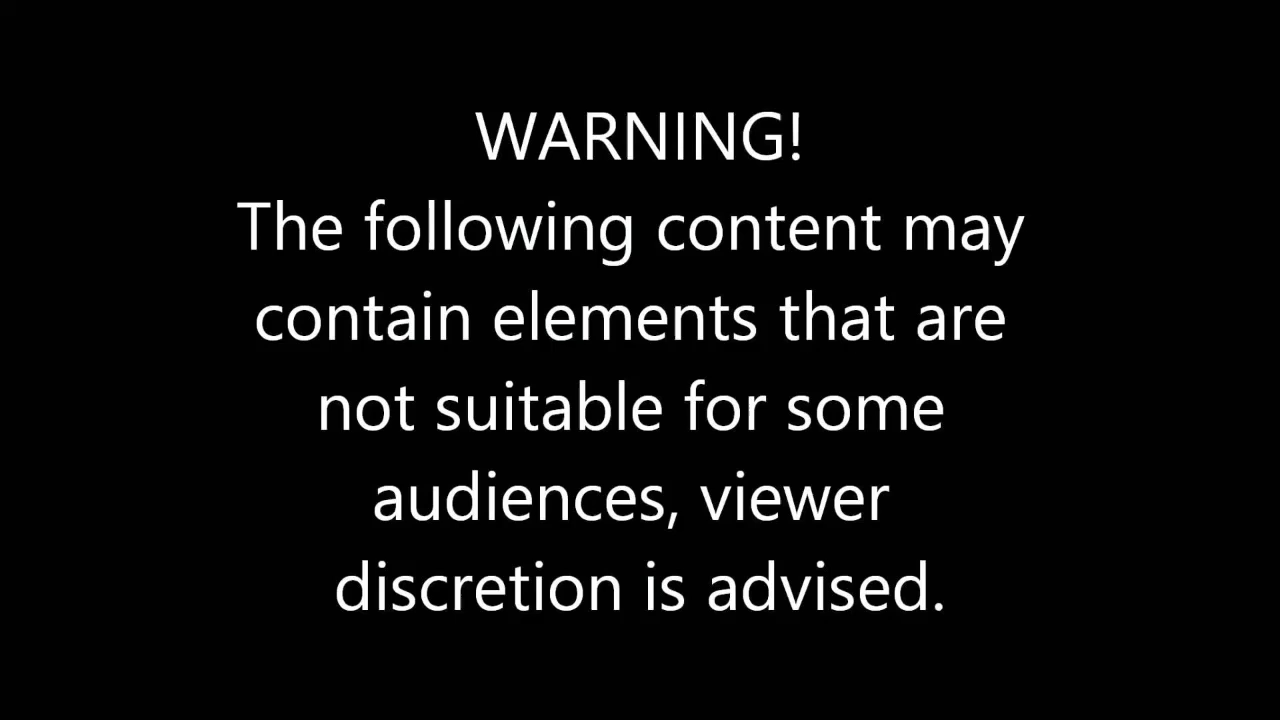 WARNING!
The following content may
contain elements that are
not suitable for some
audiences, viewer
discretion is advised.